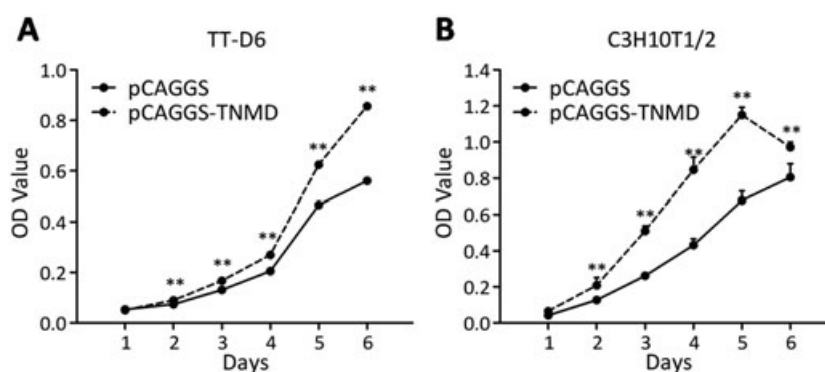 A
TT-D6
1.0
0.8
0.6
0.4
0.2
0.0
OD Value
pCAGGS
pCAGGS-TNMD
**
**
**
**
**
1 2 3 4 5 6
Days
B
C3H10T1/2
1.4
1.2
1.0
0.8
0.6
0.4
0.2
0.0
OD Value
pCAGGS
pCAGGS-TNMD
**
**
**
**
**
1 2 3 4 5 6
Days